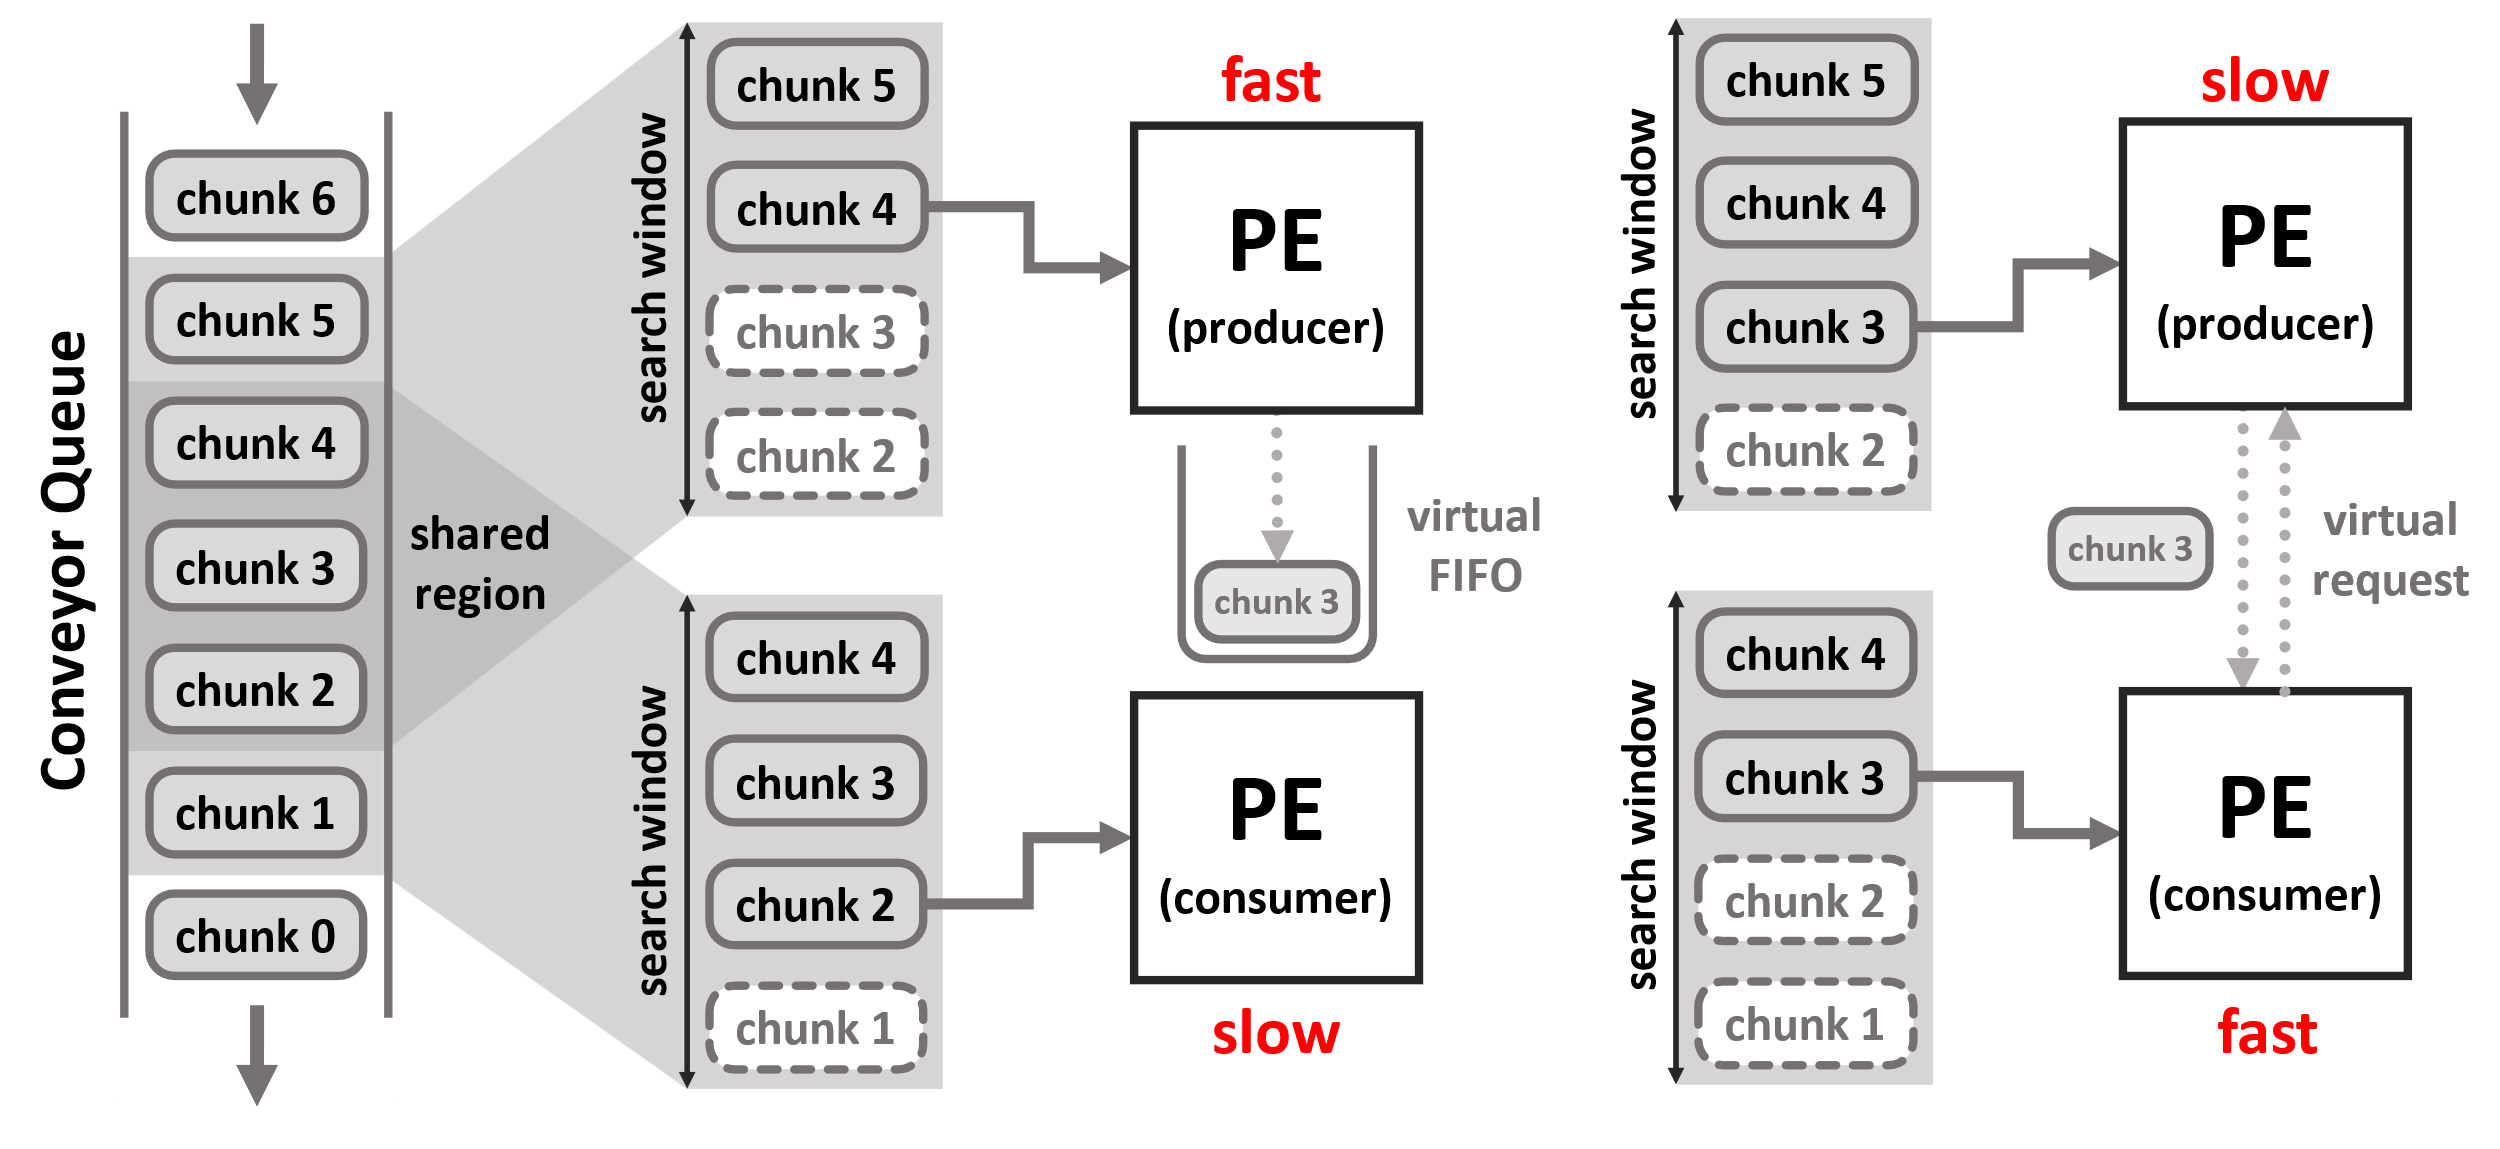 Conveyor Queue
chunk 6
chunk 5
chunk 4
chunk 3
chunk 2
chunk 1
chunk 0
shared
region
search window
chunk 5
chunk 4
chunk 3
chunk 2
search window
chunk 4
chunk 3
chunk 2
chunk 1
fast
PE
(producer)
virtual
FIFO
chunk 3
PE
(consumer)
slow
search window
chunk 5
chunk 4
chunk 3
chunk 2
search window
chunk 4
chunk 3
chunk 2
chunk 1
slow
PE
(producer)
chunk 3
virtual
request
PE
(consumer)
fast